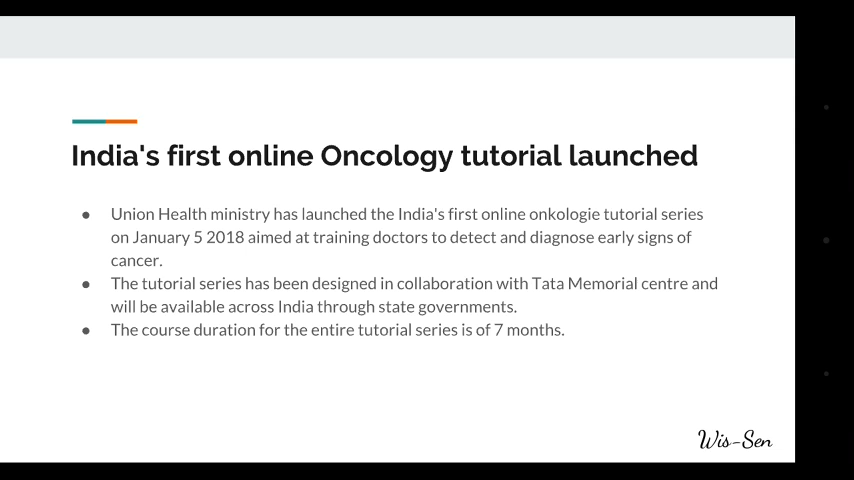 India's first online Oncology tutorial launched
● Union Health ministry has launched the India's first online onkologie tutorial series
on January 5 2018 aimed at training doctors to detect and diagnose early signs of
cancer.
● The tutorial series has been designed in collaboration with Tata Memorial centre and
will be available across India through state governments.
● The course duration for the entire tutorial series is of 7 months.
Wis-Sen